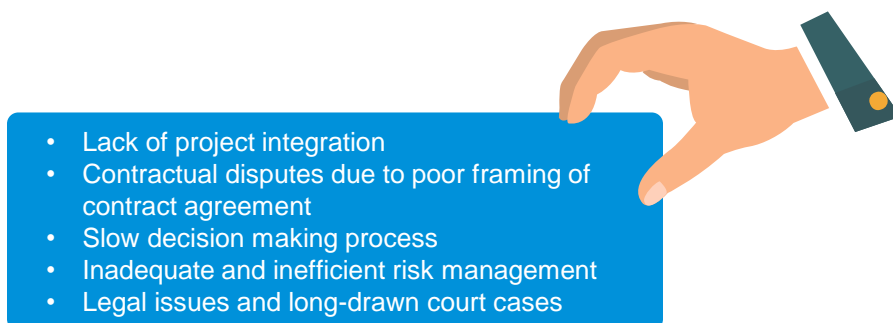 • Lack of project integration
• Contractual disputes due to poor framing of
contract agreement
• Slow decision making process
• Inadequate and inefficient risk management
• Legal issues and long-drawn court cases